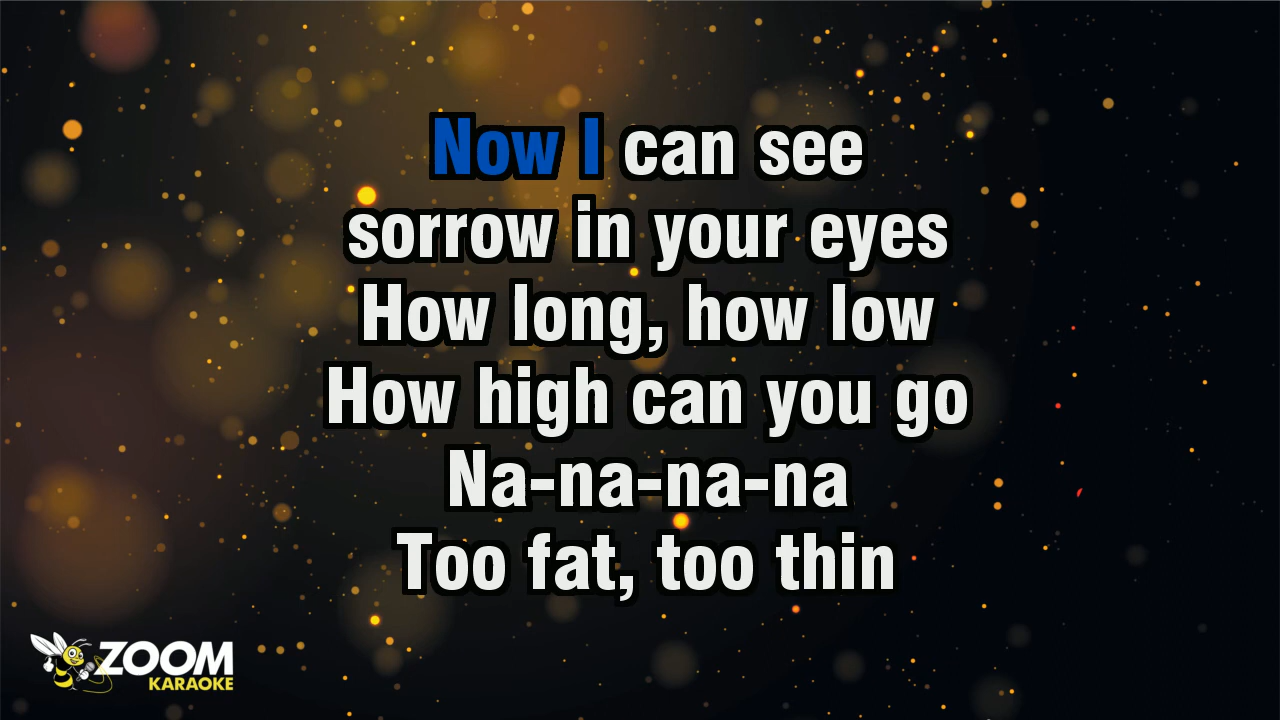 Now I can see
sorrow in your eyes
How long, how low
How high can you go
Na-na-na-na
Too fat, too thin
ZOOM
KARAOKE